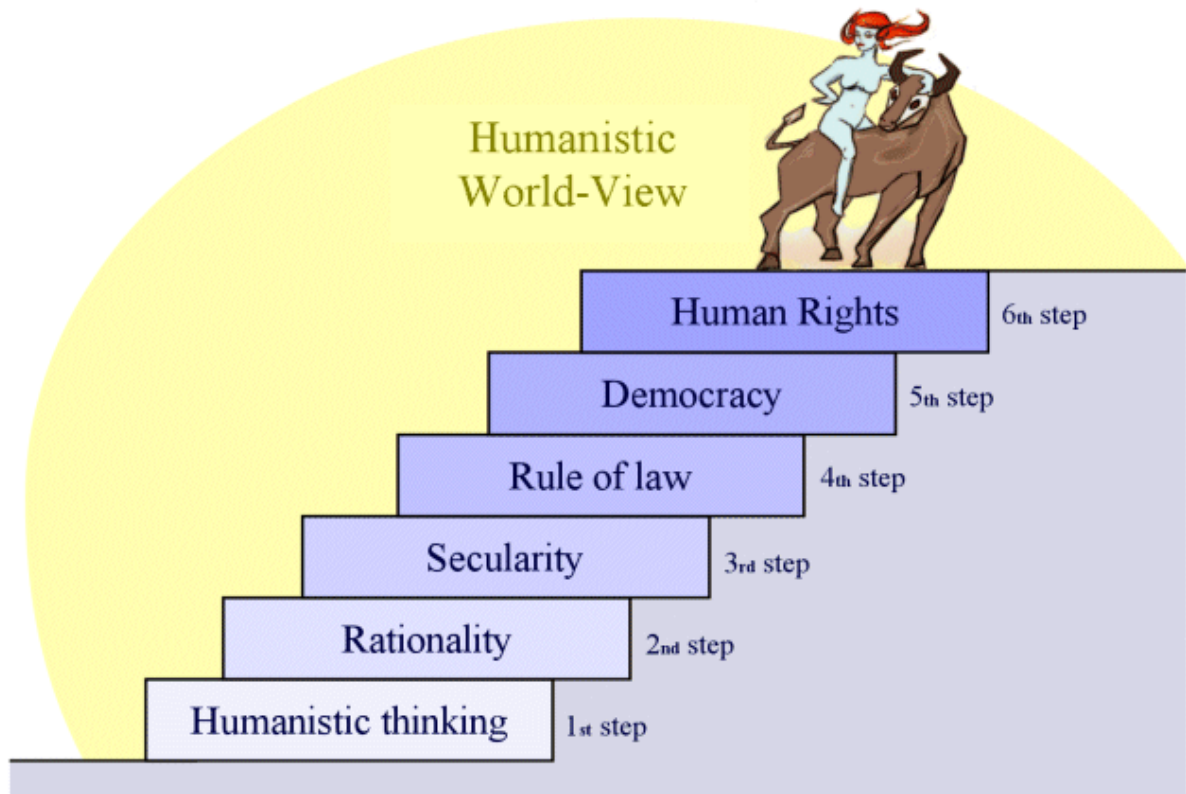 Humanistic
World-View
Human Rights
6th step
Democracy
5th step
Rule of law
4th step
Secularity
3rd step
Rationality
2nd step
Humanistic thinking
1st step